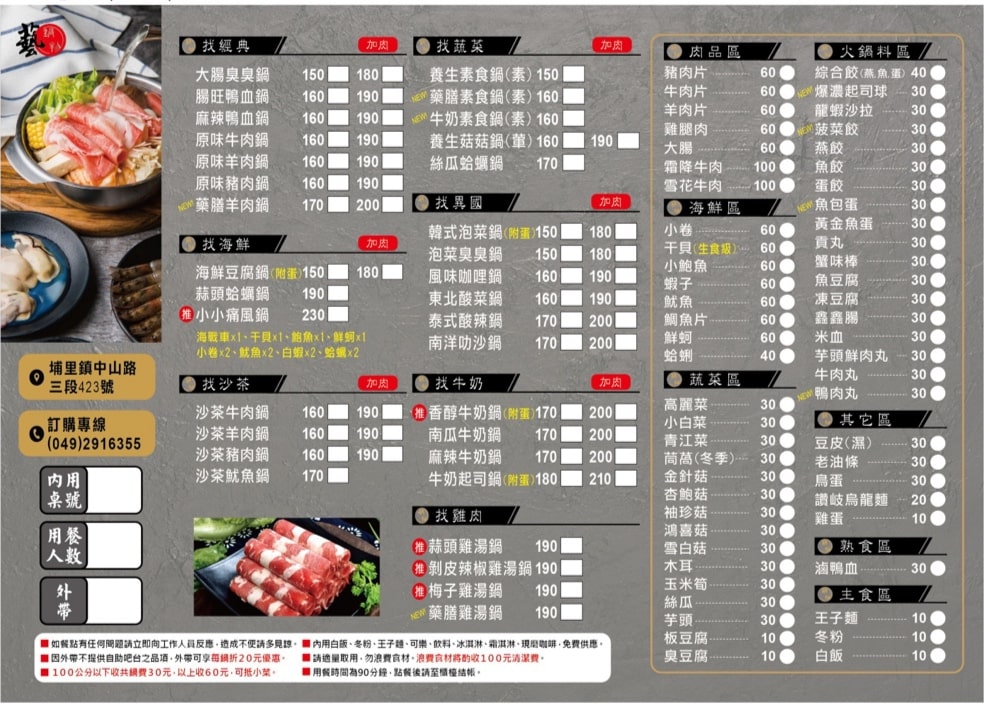 藝 鍋 外
埔里鎮中山路
三段423號
訂購專線
(049)2916355
內用
桌號
用餐
人數
外帶
找經典 加肉
大腸臭臭鍋 150 180
腸旺鴨血鍋 160 190
麻辣鴨血鍋 160 190
原味牛肉鍋 160 190
原味羊肉鍋 160 190
原味豬肉鍋 160 190
NEW! 藥膳羊肉鍋 170 200
找海鮮 加肉
海鮮豆腐鍋(附蛋) 150 180
蒜頭蛤蠣鍋 190
推 小小痛風鍋 230
海戰車x1、干貝x1、鮑魚x1、鮮蚵x1
小卷x2、魷魚x2、白蝦x2、蛤蠣x2
找沙茶 加肉
沙茶牛肉鍋 160 190
沙茶羊肉鍋 160 190
沙茶豬肉鍋 160 190
沙茶魷魚鍋 170
找蔬菜 加肉
養生素食鍋(素) 150
NEW! 藥膳素食鍋(素) 160
NEW! 牛奶素食鍋(素) 160
養生菇菇鍋(葷) 160 190
絲瓜蛤蠣鍋 170
找異國 加肉
韓式泡菜鍋(附蛋) 150 180
泡菜臭臭鍋 150 180
風味咖哩鍋 160 190
東北酸菜鍋 160 190
泰式酸辣鍋 170 200
南洋叻沙鍋 170 200
找牛奶 加肉
推 香醇牛奶鍋(附蛋) 170 200
南瓜牛奶鍋 170 200
麻辣牛奶鍋 170 200
牛奶起司鍋(附蛋) 180 210
找雞肉
推 蒜頭雞湯鍋 190
推 剝皮辣椒雞湯鍋 190
推 梅子雞湯鍋 190
NEW! 藥膳雞湯鍋 190
肉品區
豬肉片 60
牛肉片 60
羊肉片 60
雞腿肉 60
大腸 60
霜降牛肉 100
雪花牛肉 100
海鮮區
小卷 60
干貝(生食級) 60
小鮑魚 60
蝦子 60
魷魚 60
鯛魚片 60
鮮蚵 60
蛤蜊 40
蔬菜區
高麗菜 30
小白菜 30
青江菜 30
茼萵(冬季) 30
金針菇 30
杏鮑菇 30
袖珍菇 30
鴻喜菇 30
雪白菇 30
木耳 30
玉米筍 30
絲瓜 30
芋頭 30
板豆腐 10
臭豆腐 10
火鍋料區
綜合餃(燕.魚.蛋) 40
NEW! 爆濃起司球 30
龍蝦沙拉 30
NEW! 菠菜餃 30
燕餃 30
魚餃 30
蛋餃 30
NEW! 魚包蛋 30
黃金魚蛋 30
貢丸 30
蟹味棒 30
魚豆腐 30
凍豆腐 30
鑫鑫腸 30
米血 30
芋頭鮮肉丸 30
牛肉丸 30
NEW! 鴨肉丸 30
其它區
豆皮(濕) 30
老油條 30
鳥蛋 30
讚岐烏龍麵 20
雞蛋 10
熟食區
滷鴨血 30
主食區
王子麵 10
冬粉 10
白飯 10
如餐點有任何問題請立即向工作人員反應,造成不便請多見諒。
因外帶不提供自助吧台之品項,外帶可享每鍋折20元優惠。
100公分以下收共鍋費30元,以上收60元,可抵小菜。
內用白飯、冬粉、王子麵、可樂、飲料、冰淇淋、霜淇淋、現磨咖啡,免費供應。
請適量取用,勿浪費食材,浪費食材將酌收100元清潔費。
用餐時間為90分鐘,點餐後請至櫃檯結帳。